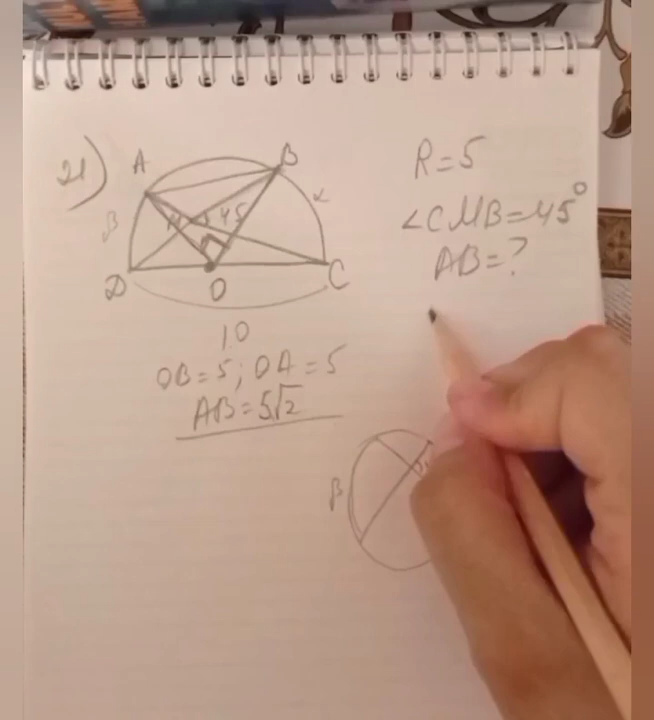 21)
A
B
R=5
β
M
45
α
∠CMB=45°
AB=?
D
O
C
10
OB=5; OA=5
AB=5√2
β